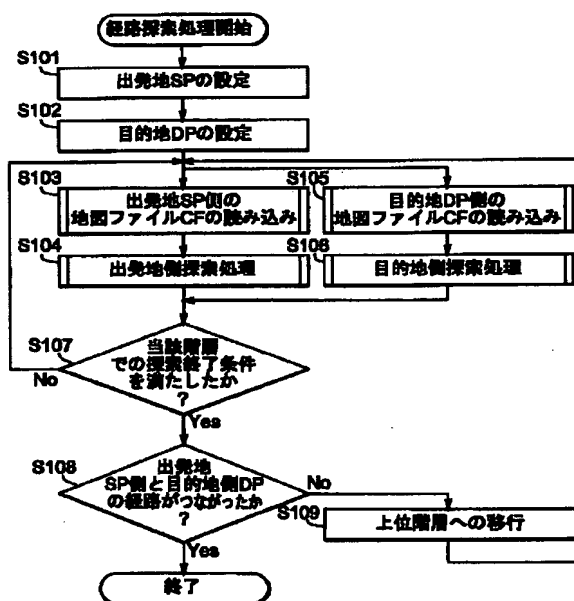 経路探索処理開始
S101
出発地SPの設定
S102
目的地DPの設定
S103
出発地SP側の
地図ファイルCFの読み込み
S105
目的地DP側の
地図ファイルCFの読み込み
S104
出発地側探索処理
S106
目的地側探索処理
S107
当該階層
での探索終了条件
を満たしたか
?
No
Yes
S108
出発地
SP側と目的地側DP
の経路がつながったか
?
No
Yes
S109
上位階層への移行
終了